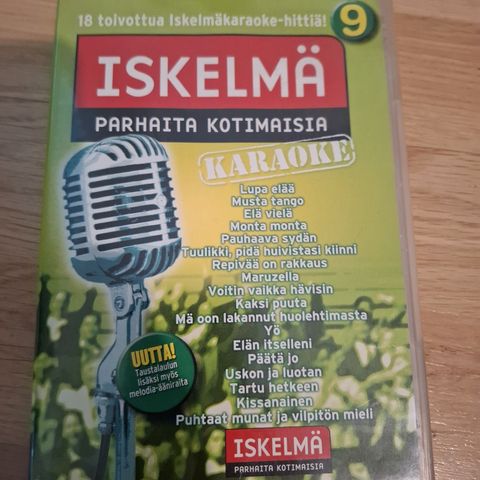 18 toivottua Iskelmäkaraoke-hittiä!
9
ISKELMÄ
PARHAITA KOTIMAISIA
KARAOKE
Lupa elää
Musta tango
Elä vielä
Monta monta
Pauhaava sydän
Tuulikki, pidä huivistasi kiinni
Repivää on rakkaus
Maruzella
Voitin vaikka hävisin
Kaksi puuta
Mä oon lakannut huolehtimasta
Yö
Elän itselleni
Päätä jo
Uskon ja luotan
Tartu hetkeen
Kissanainen
Puhtaat munat ja vilpitön mieli
UUTTA!
Taustalaulun
lisäksi myös
melodia-ääniraita
ISKELMÄ
PARHAITA KOTIMAISIA